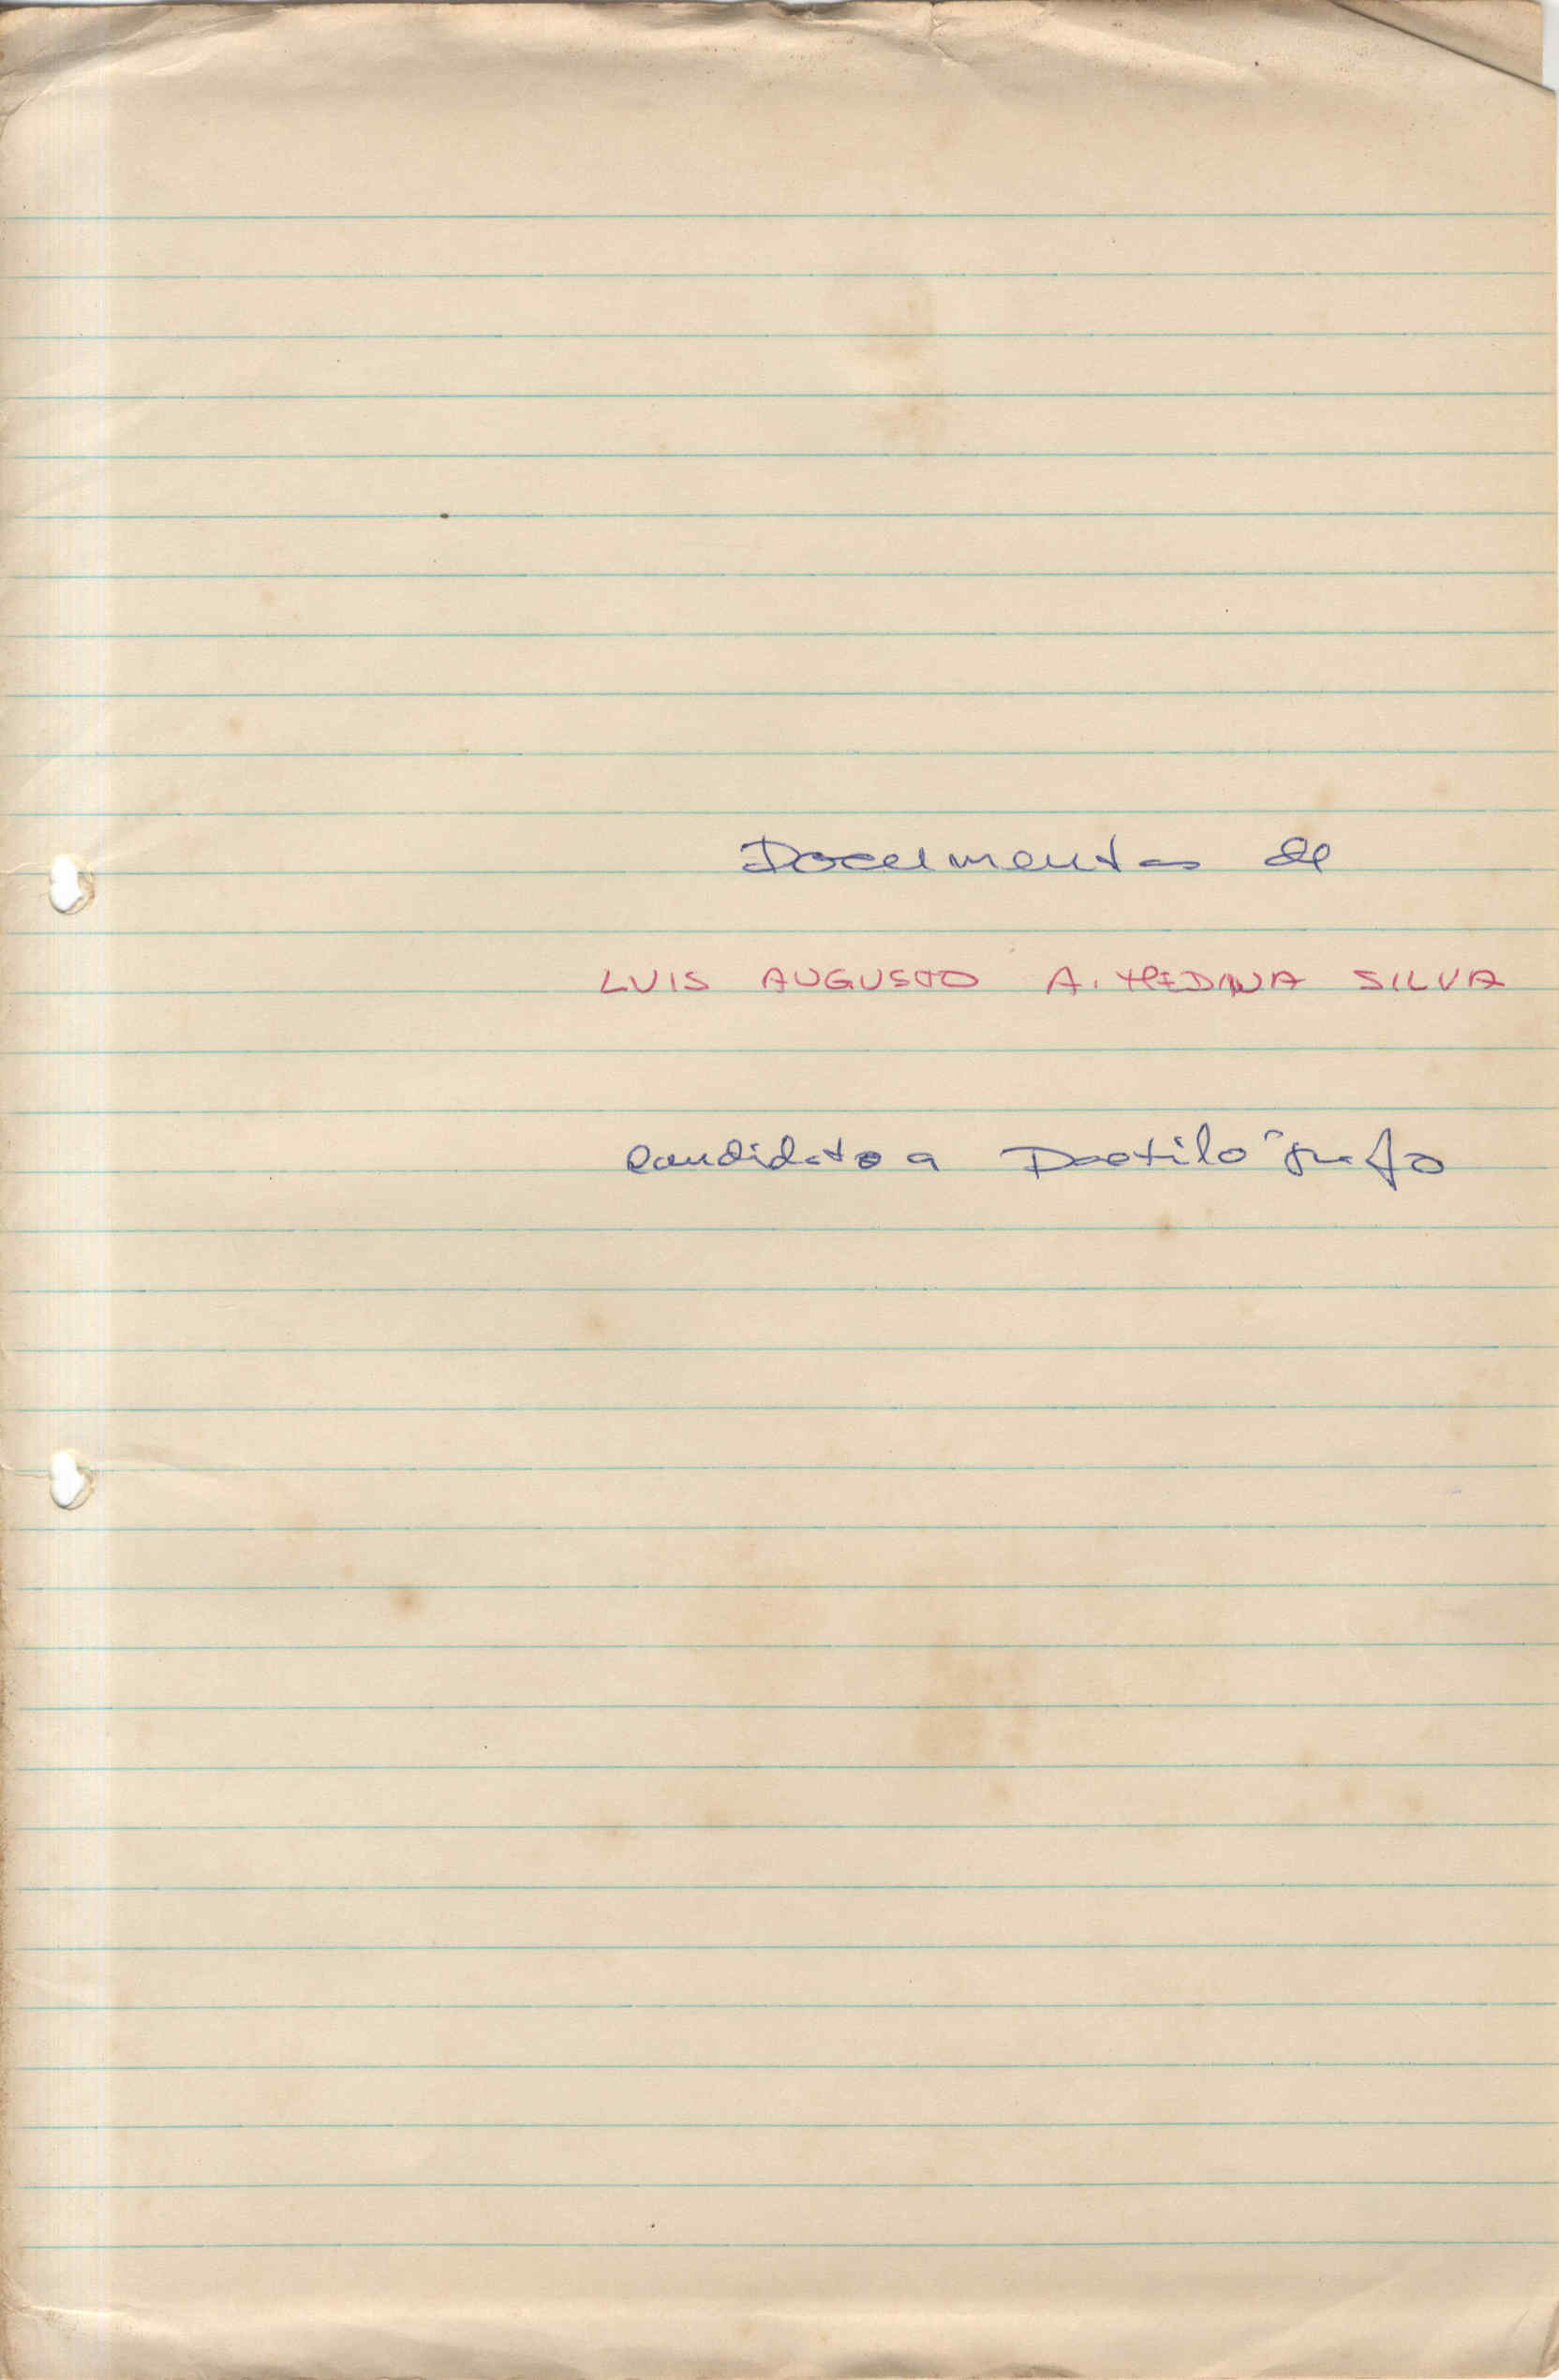 Documentos de
LUIS AUGUSTO A. MEDINA SILVA
candidato a Dactilógrafo